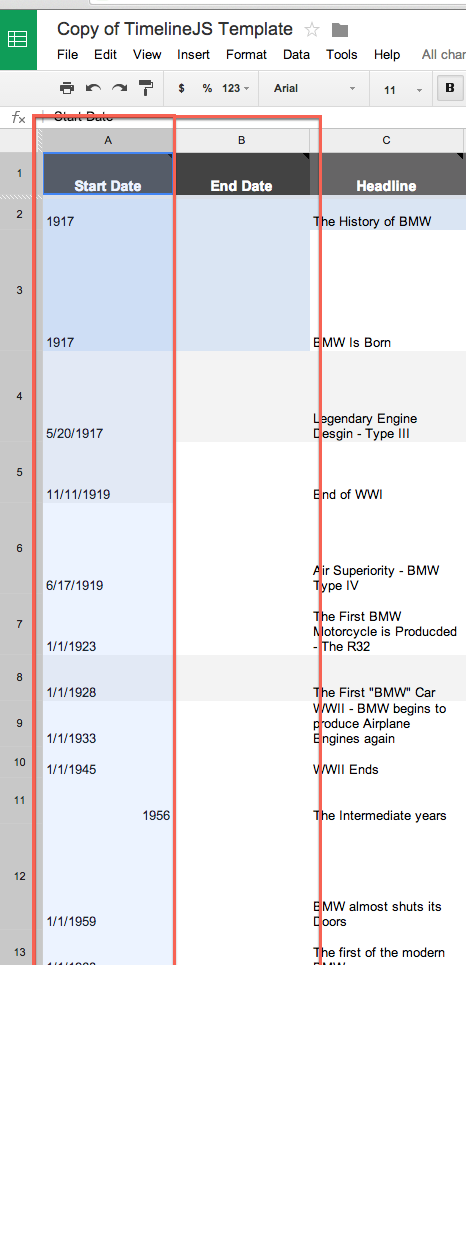 Copy of TimelineJS Template
File Edit View Insert Format Data Tools Help All char
$ % 123 Arial 11 B
fx Start Date
A B C
1 Start Date End Date Headline
2 1917 The History of BMW
3 1917 BMW Is Born
4 5/20/1917 Legendary Engine
Desgin - Type III
5 11/11/1919 End of WWI
6 6/17/1919 Air Superiority - BMW
Type IV
7 1/1/1923 The First BMW
Motorcycle is Producded
- The R32
8 1/1/1928 The First "BMW" Car
9 1/1/1933 WWII - BMW begins to
produce Airplane
Engines again
10 1/1/1945 WWII Ends
11 1956 The Intermediate years
12 1/1/1959 BMW almost shuts its
Doors
13 The first of the modern
BMW